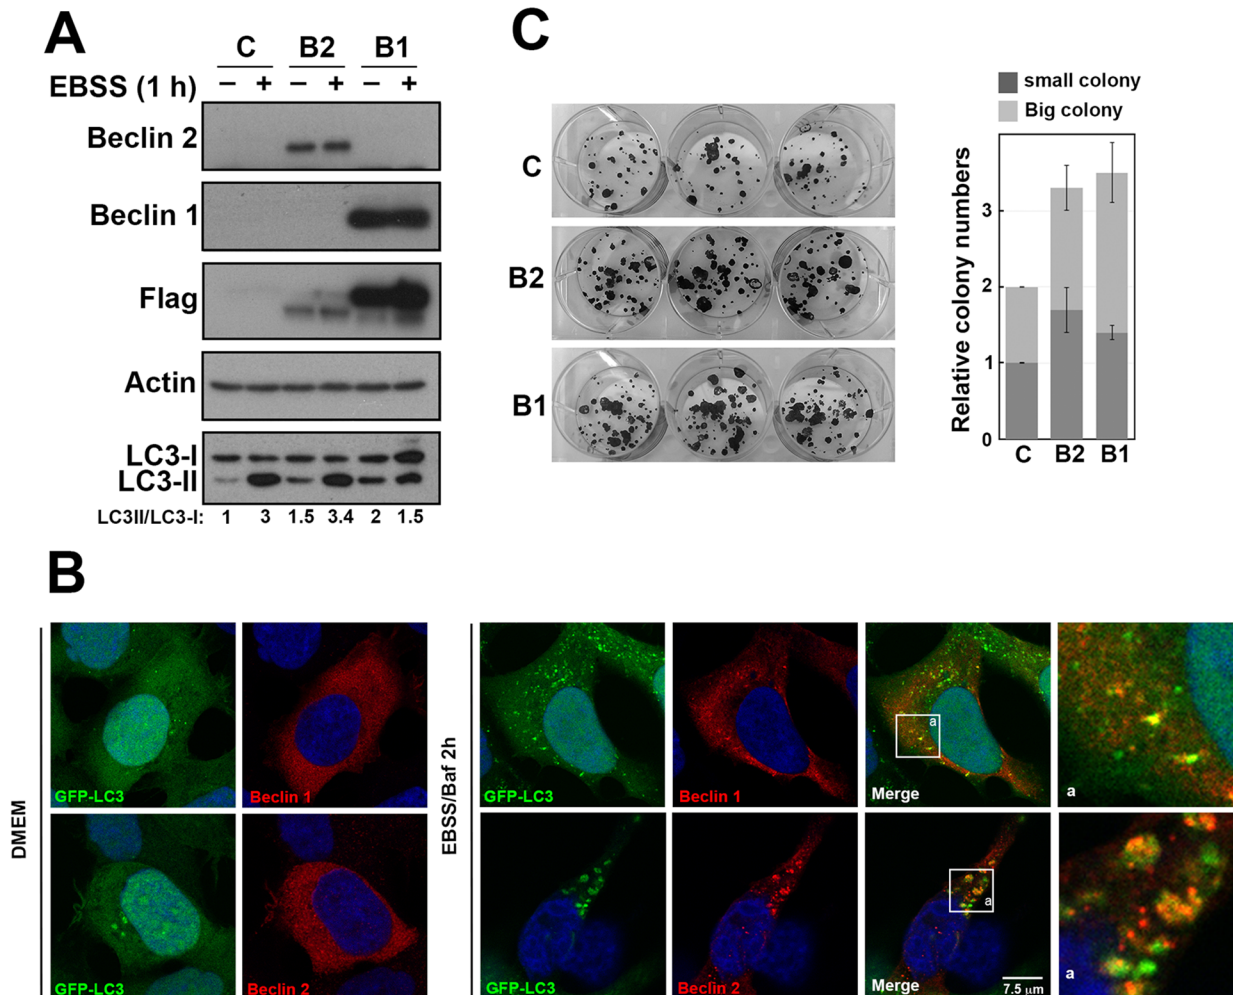 A
C B2 B1
EBSS (1 h) – + – + – +
Beclin 2
Beclin 1
Flag
Actin
LC3-I
LC3-II
LC3II/LC3-I: 1 3 1.5 3.4 2 1.5
C
C
B2
B1
small colony
Big colony
Relative colony numbers
3
2
1
0
C B2 B1
B
DMEM
GFP-LC3
Beclin 1
GFP-LC3
Beclin 2
EBSS/Baf 2h
GFP-LC3
Beclin 1
a
Merge
a
GFP-LC3
Beclin 2
a
Merge
7.5 μm
a